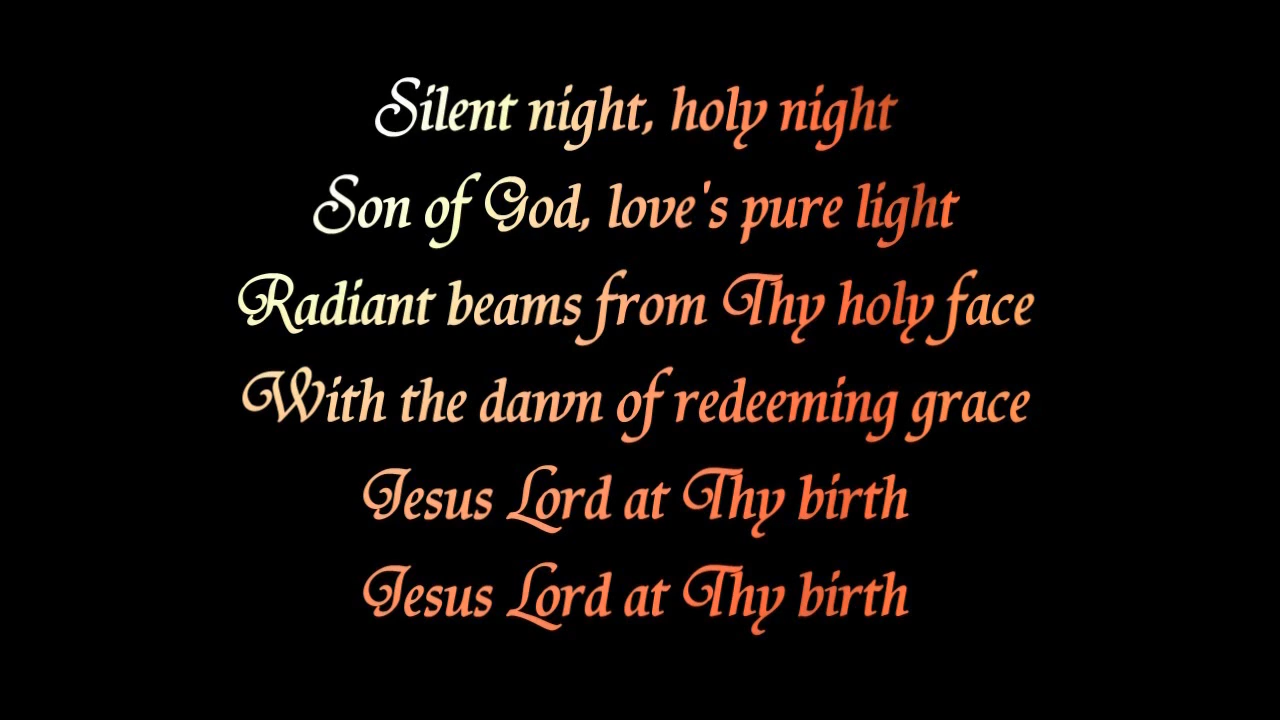 Silent night, holy night
Son of God, love's pure light
Radiant beams from Thy holy face
With the dawn of redeeming grace
Jesus Lord at Thy birth
Jesus Lord at Thy birth